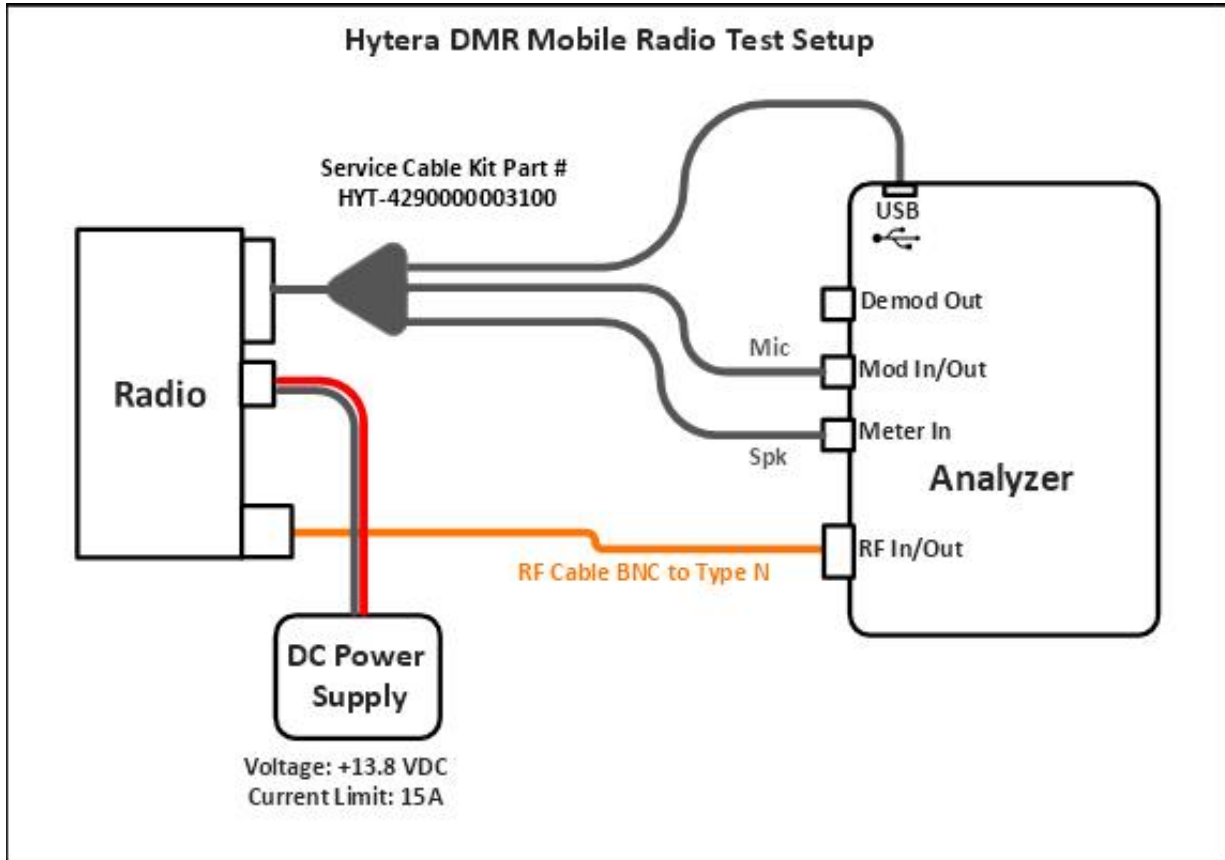 Hytera DMR Mobile Radio Test Setup
Service Cable Kit Part #
HYT-4290000003100
USB
Demod Out
Mic
Mod In/Out
Radio
Meter In
Spk
Analyzer
RF In/Out
RF Cable BNC to Type N
DC Power
Supply
Voltage: +13.8 VDC
Current Limit: 15A